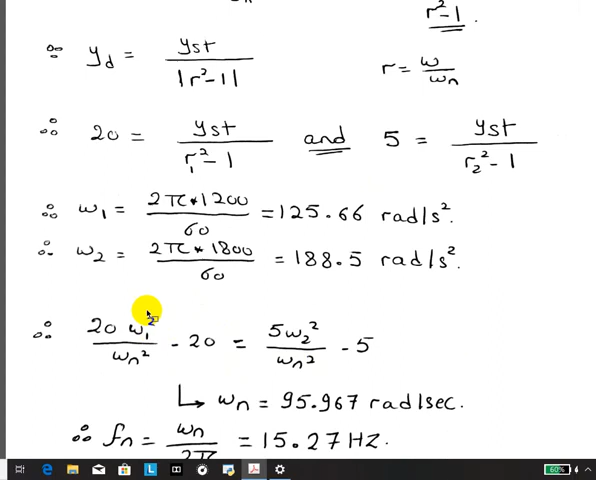 r²-1
∴ yd = yst / |r²-1|
r = ω/ωn
∴ 20 = yst / r₁²-1 and 5 = yst / r₂²-1
∴ ω₁ = 2π*1200 / 60 = 125.66 rad/s².
∴ ω₂ = 2π*1800 / 60 = 188.5 rad/s².
∴ 20 ω₁² / ωn² - 20 = 5ω₂² / ωn² - 5
↳ ωn = 95.967 rad/sec.
∴ fn = ωn / 2π = 15.27 HZ.
60%